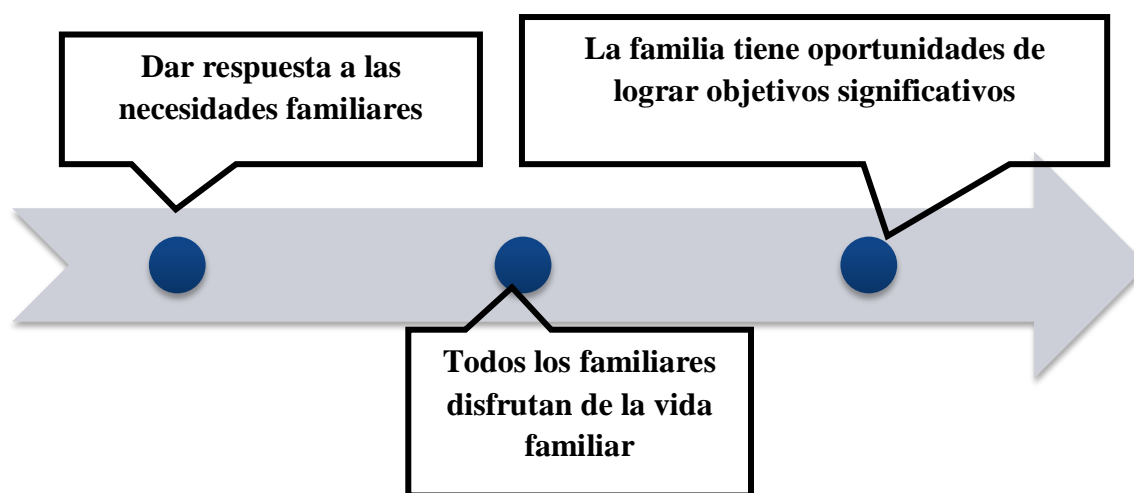 Dar respuesta a las
necesidades familiares
Todos los familiares
disfrutan de la vida
familiar
La familia tiene oportunidades de
lograr objetivos significativos